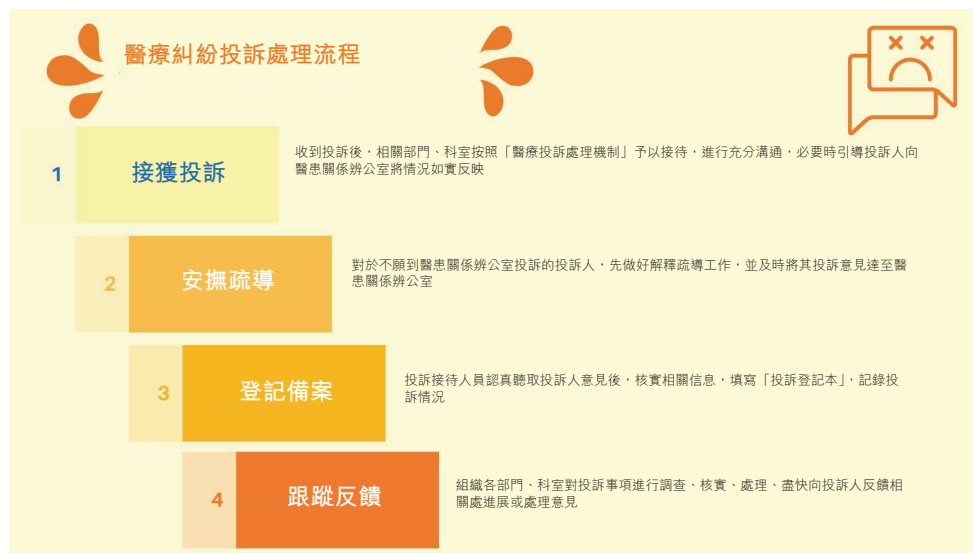 醫療糾紛投訴處理流程
1
接獲投訴
收到投訴後，相關部門、科室按照「醫療投訴處理機制」予以接待，進行充分溝通，必要時引導投訴人向
醫患關係辨公室將情況如實反映
2
安撫疏導
對於不願到醫患關係辨公室投訴的投訴人，先做好解釋疏導工作，並及時將其投訴意見達至醫
患關係辨公室
3
登記備案
投訴接待人員認真聽取投訴人意見後，核實相關信息，填寫「投訴登記本」，記錄投
訴情況
4
跟蹤反饋
組織各部門、科室對投訴事項進行調查、核實、處理、盡快向投訴人反饋相
關處進展或處理意見